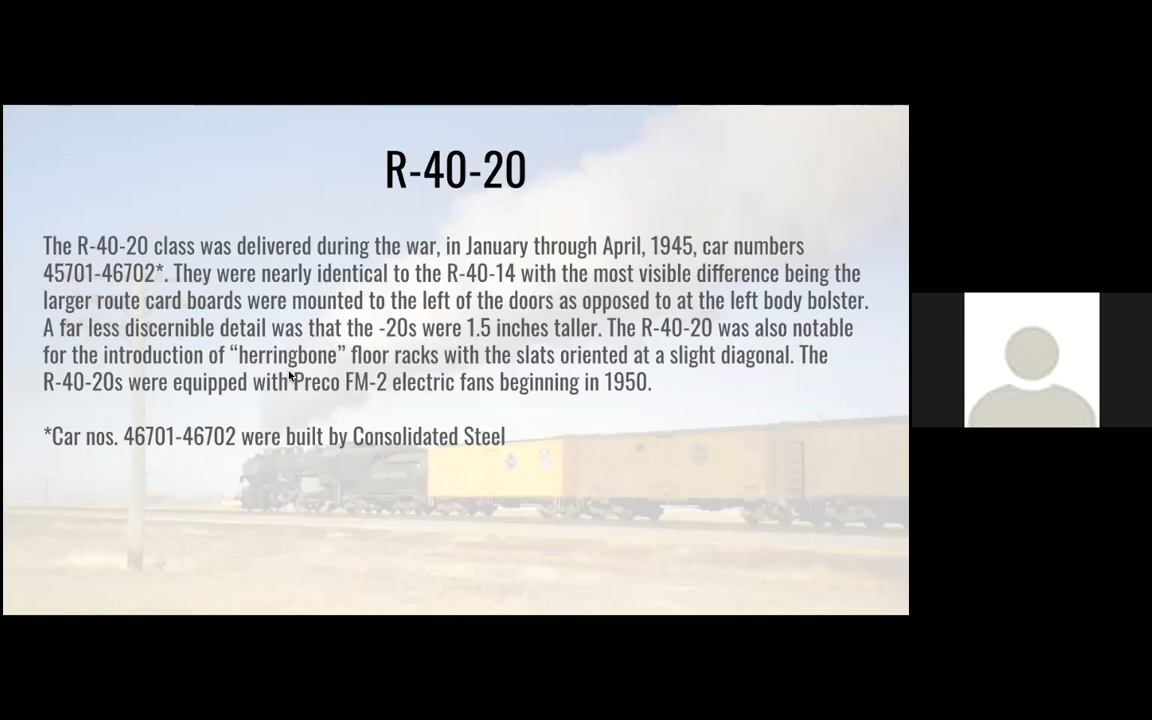 R-40-20
The R-40-20 class was delivered during the war, in January through April, 1945, car numbers
45701-46702*. They were nearly identical to the R-40-14 with the most visible difference being the
larger route card boards were mounted to the left of the doors as opposed to at the left body bolster.
A far less discernible detail was that the -20s were 1.5 inches taller. The R-40-20 was also notable
for the introduction of “herringbone” floor racks with the slats oriented at a slight diagonal. The
R-40-20s were equipped with Preco FM-2 electric fans beginning in 1950.
*Car nos. 46701-46702 were built by Consolidated Steel